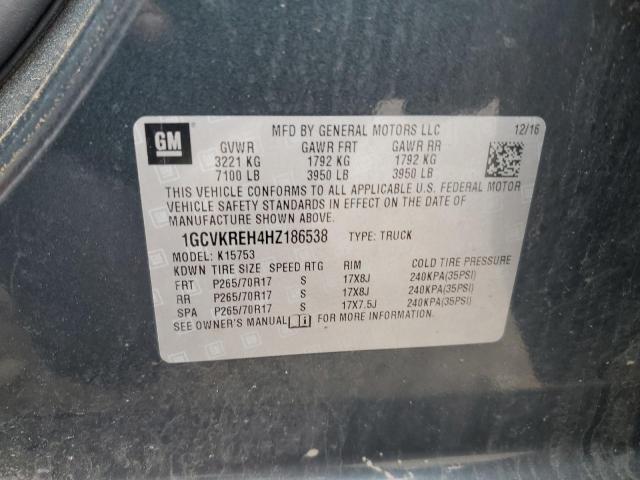 GM
MFD BY GENERAL MOTORS LLC 12/16
GVWR GAWR FRT GAWR RR
3221 KG 1792 KG 1792 KG
7100 LB 3950 LB 3950 LB
THIS VEHICLE CONFORMS TO ALL APPLICABLE U.S. FEDERAL MOTOR
VEHICLE SAFETY STANDARDS IN EFFECT ON THE DATE OF
MANUFACTURE SHOWN ABOVE.
1GCVKREH4HZ186538 TYPE: TRUCK
MODEL: K15753
KDWN TIRE SIZE SPEED RTG RIM COLD TIRE PRESSURE
FRT P265/70R17 S 17X8J 240KPA(35PSI)
RR P265/70R17 S 17X8J 240KPA(35PSI)
SPA P265/70R17 S 17X7.5J 240KPA(35PSI)
SEE OWNER'S MANUAL FOR MORE INFORMATION.